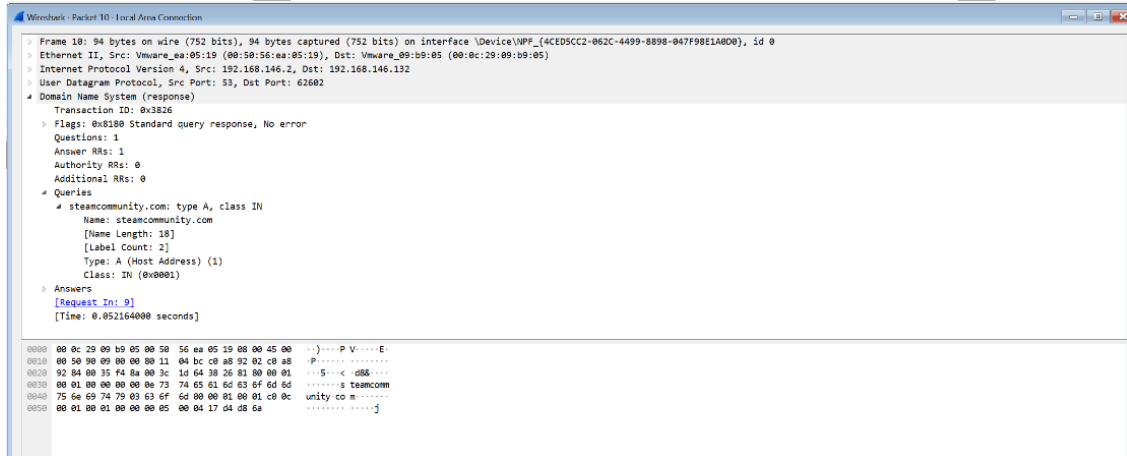 Wireshark · Packet 10 · Local Area Connection
Frame 10: 94 bytes on wire (752 bits), 94 bytes captured (752 bits) on interface \Device\NPF_{4CED5CC2-062C-4499-8898-047F98E1A0D0}, id 0
Ethernet II, Src: Vmware_ea:05:19 (00:50:56:ea:05:19), Dst: Vmware_09:b9:05 (00:0c:29:09:b9:05)
Internet Protocol Version 4, Src: 192.168.146.2, Dst: 192.168.146.132
User Datagram Protocol, Src Port: 53, Dst Port: 62602
Domain Name System (response)
Transaction ID: 0x3826
Flags: 0x8180 Standard query response, No error
Questions: 1
Answer RRs: 1
Authority RRs: 0
Additional RRs: 0
Queries
steamcommunity.com: type A, class IN
Name: steamcommunity.com
[Name Length: 18]
[Label Count: 2]
Type: A (Host Address) (1)
Class: IN (0x0001)
Answers
[Request In: 9]
[Time: 0.052164000 seconds]
0000 00 0c 29 09 b9 05 00 50 56 ea 05 19 08 00 45 00 ··)····P V·····E·
0010 00 50 90 09 00 00 80 11 04 bc c0 a8 92 02 c0 a8 ·P······ ········
0020 92 84 00 35 f4 8a 00 3c 1d 64 38 26 81 80 00 01 ···5···< ·d8&····
0030 00 01 00 00 00 00 0e 73 74 65 61 6d 63 6f 6d 6d ·······s teamcomm
0040 75 6e 69 74 79 03 63 6f 6d 00 00 01 00 01 c0 0c unity·co m·······
0050 00 01 00 01 00 00 00 05 00 04 17 d4 d8 6a ········ ·····j